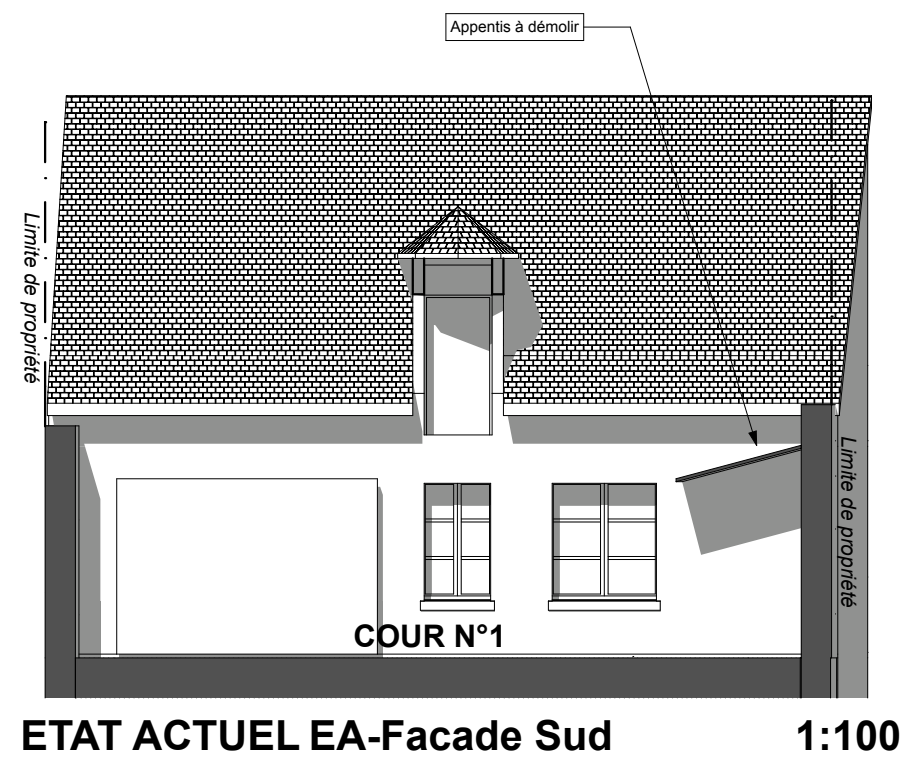 Appentis à démolir
Limite de propriété
Limite de propriété
COUR N°1
ETAT ACTUEL EA-Facade Sud 1:100